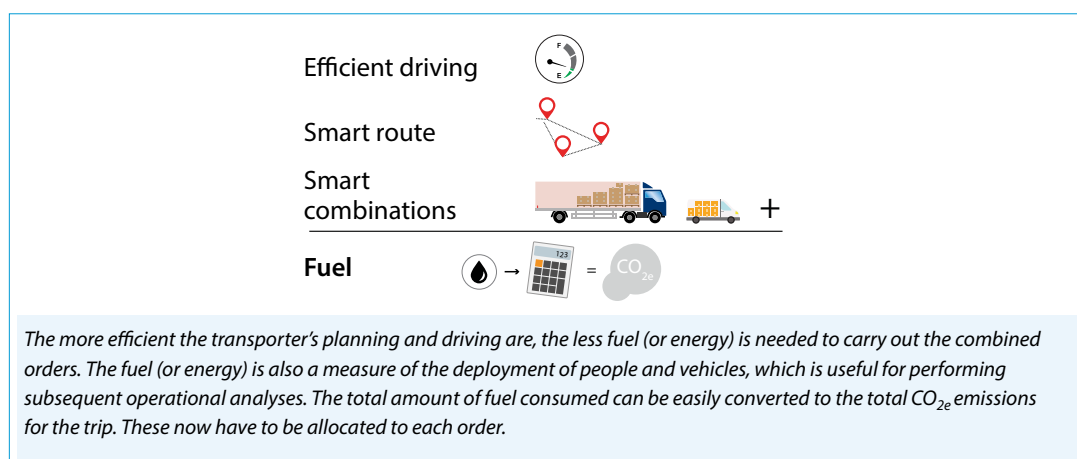 Efficient driving
F
E
Smart route
Smart
combinations
+
Fuel → 123 = CO2e
The more efficient the transporter's planning and driving are, the less fuel (or energy) is needed to carry out the combined
orders. The fuel (or energy) is also a measure of the deployment of people and vehicles, which is useful for performing
subsequent operational analyses. The total amount of fuel consumed can be easily converted to the total CO2e emissions
for the trip. These now have to be allocated to each order.